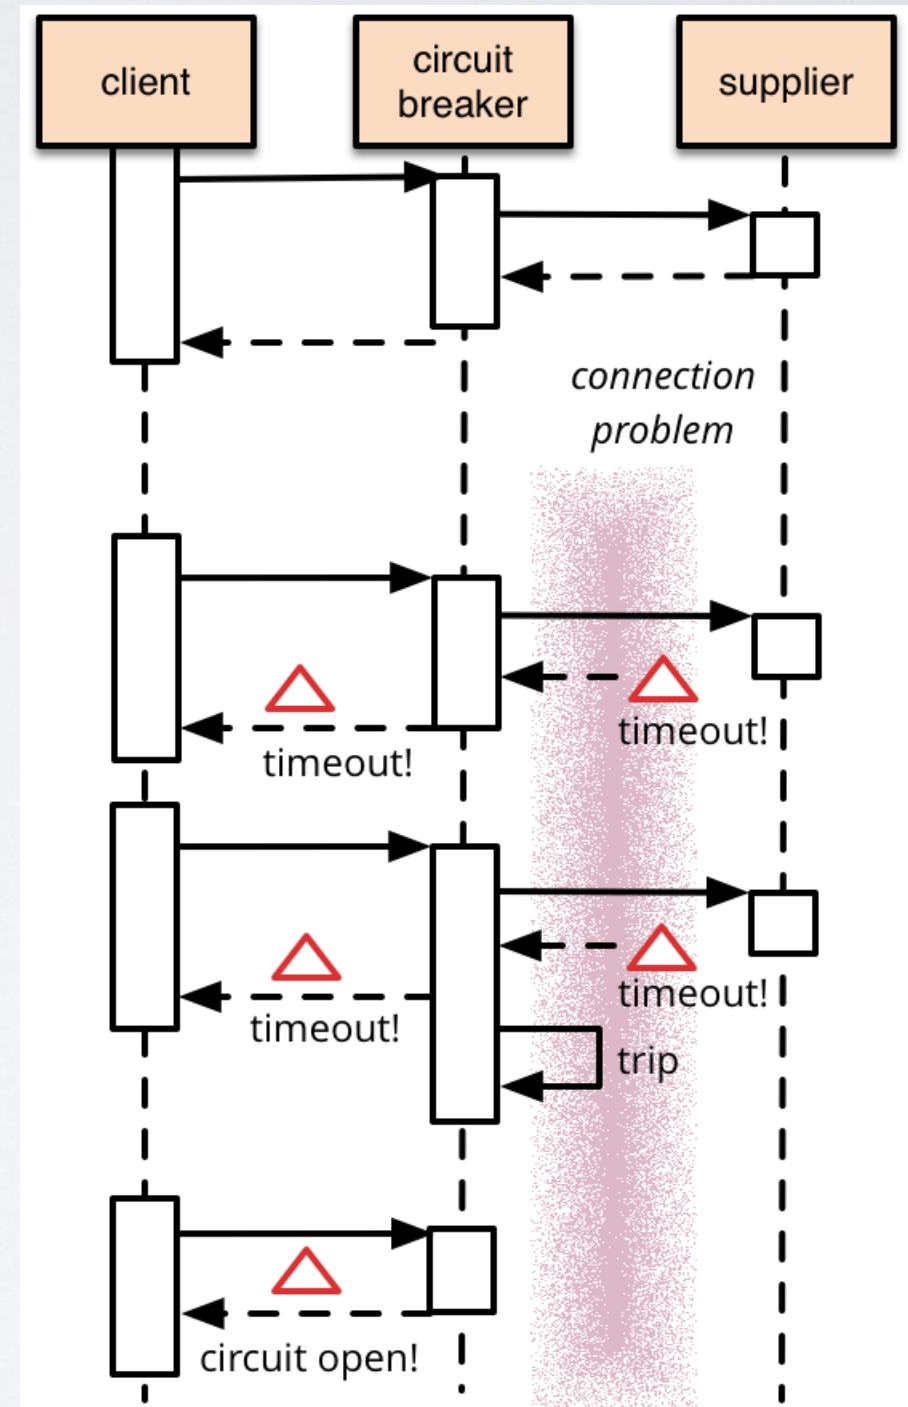 client
circuit
breaker
supplier
connection
problem
timeout!
timeout!
timeout!
timeout!
trip
circuit open!